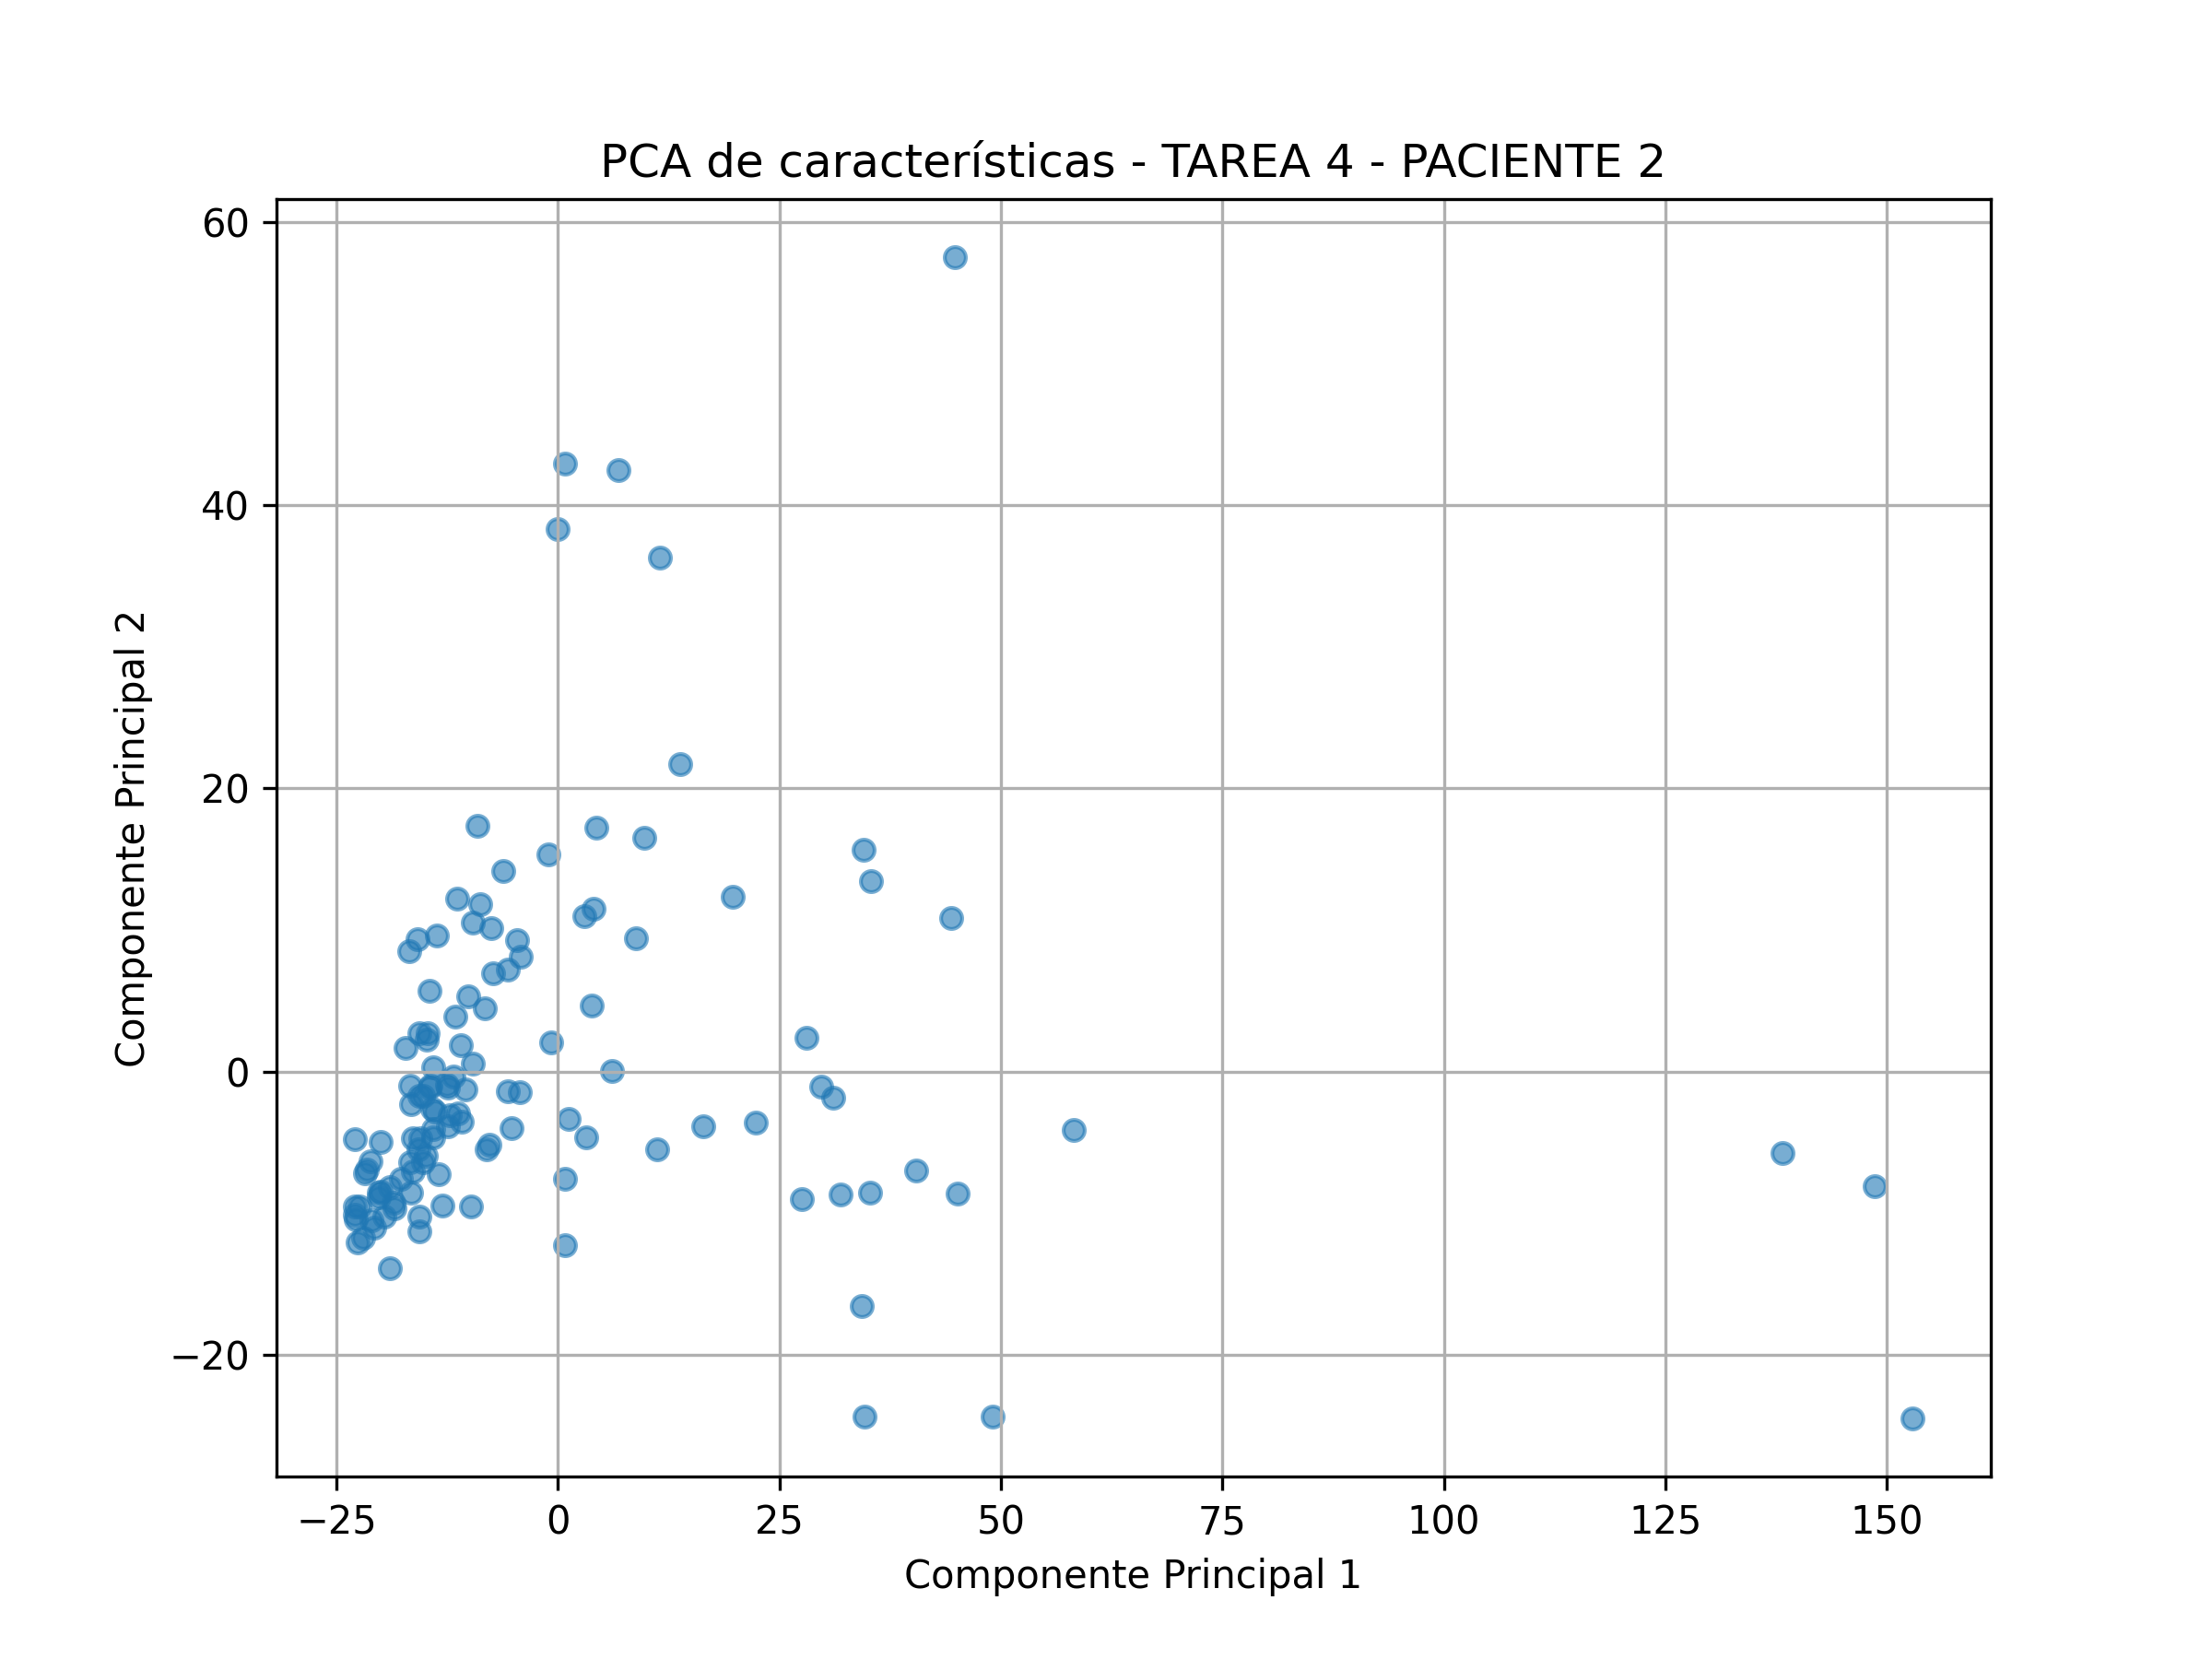 PCA de características - TAREA 4 - PACIENTE 2
60
40
20
0
−20
Componente Principal 2
−25 0 25 50 75 100 125 150
Componente Principal 1